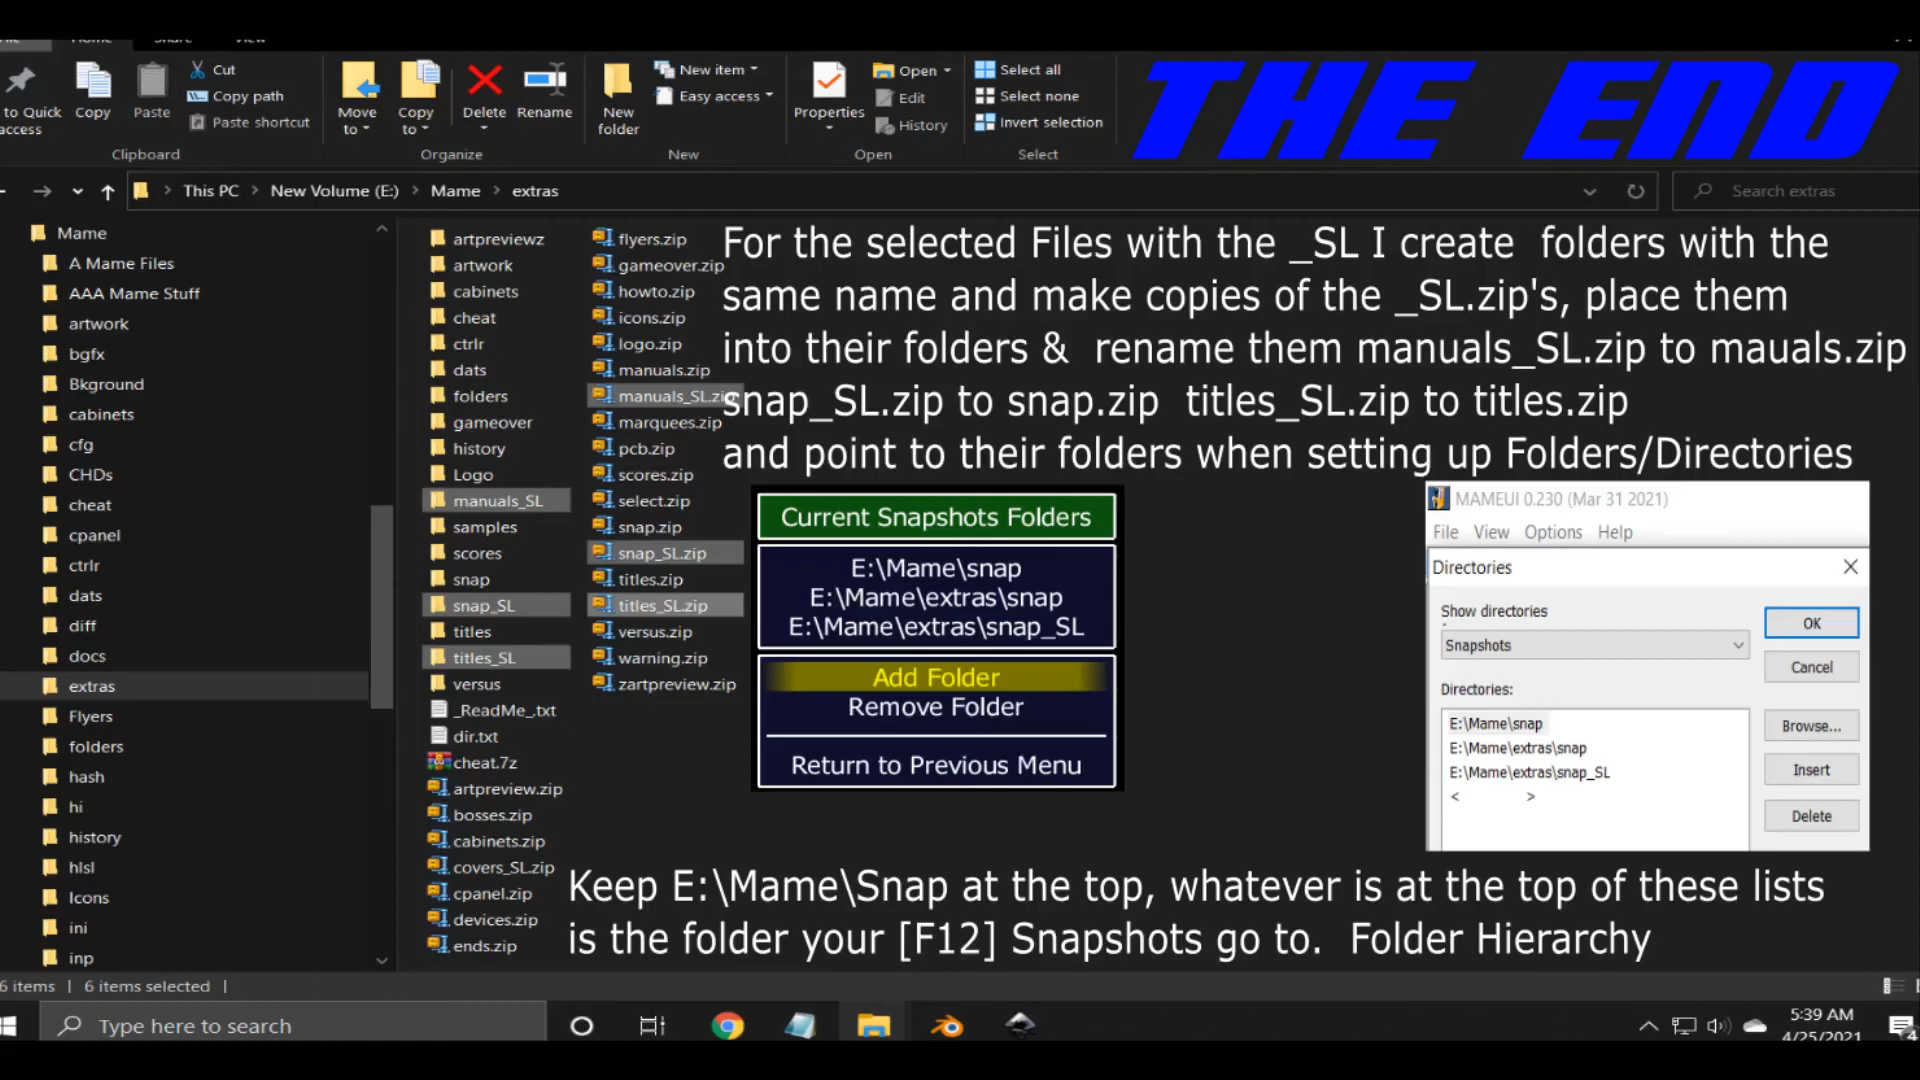 Share
View
to Quick access
Copy
Paste
Cut
Copy path
Paste shortcut
Clipboard
Move to
Copy to
Delete
Rename
Organize
New folder
New item
Easy access
New
Properties
Open
Edit
History
Open
Select all
Select none
Invert selection
Select
THE END
This PC > New Volume (E:) > Mame > extras
Search extras
Mame
A Mame Files
AAA Mame Stuff
artwork
bgfx
Bkground
cabinets
cfg
CHDs
cheat
cpanel
ctrlr
dats
diff
docs
extras
Flyers
folders
hash
hi
history
hlsl
Icons
ini
inp
artpreviewz
artwork
cabinets
cheat
ctrlr
dats
folders
gameover
history
Logo
manuals_SL
samples
scores
snap
snap_SL
titles
titles_SL
versus
_ReadMe_.txt
dir.txt
cheat.7z
artpreview.zip
bosses.zip
cabinets.zip
covers_SL.zip
cpanel.zip
devices.zip
ends.zip
flyers.zip
gameover.zip
howto.zip
icons.zip
logo.zip
manuals.zip
manuals_SL.zip
marquees.zip
pcb.zip
scores.zip
select.zip
snap.zip
snap_SL.zip
titles.zip
titles_SL.zip
versus.zip
warning.zip
zartpreview.zip
For the selected Files with the _SL I create folders with the
same name and make copies of the _SL.zip's, place them
into their folders & rename them manuals_SL.zip to mauals.zip
snap_SL.zip to snap.zip titles_SL.zip to titles.zip
and point to their folders when setting up Folders/Directories
Current Snapshots Folders
E:\Mame\snap
E:\Mame\extras\snap
E:\Mame\extras\snap_SL
Add Folder
Remove Folder
Return to Previous Menu
MAMEUI 0.230 (Mar 31 2021)
File View Options Help
Directories
Show directories
Snapshots
OK
Cancel
Directories:
E:\Mame\snap
E:\Mame\extras\snap
E:\Mame\extras\snap_SL
< >
Browse...
Insert
Delete
Keep E:\Mame\Snap at the top, whatever is at the top of these lists
is the folder your [F12] Snapshots go to. Folder Hierarchy
6 items | 6 items selected |
Type here to search
5:39 AM
4/25/2021
4